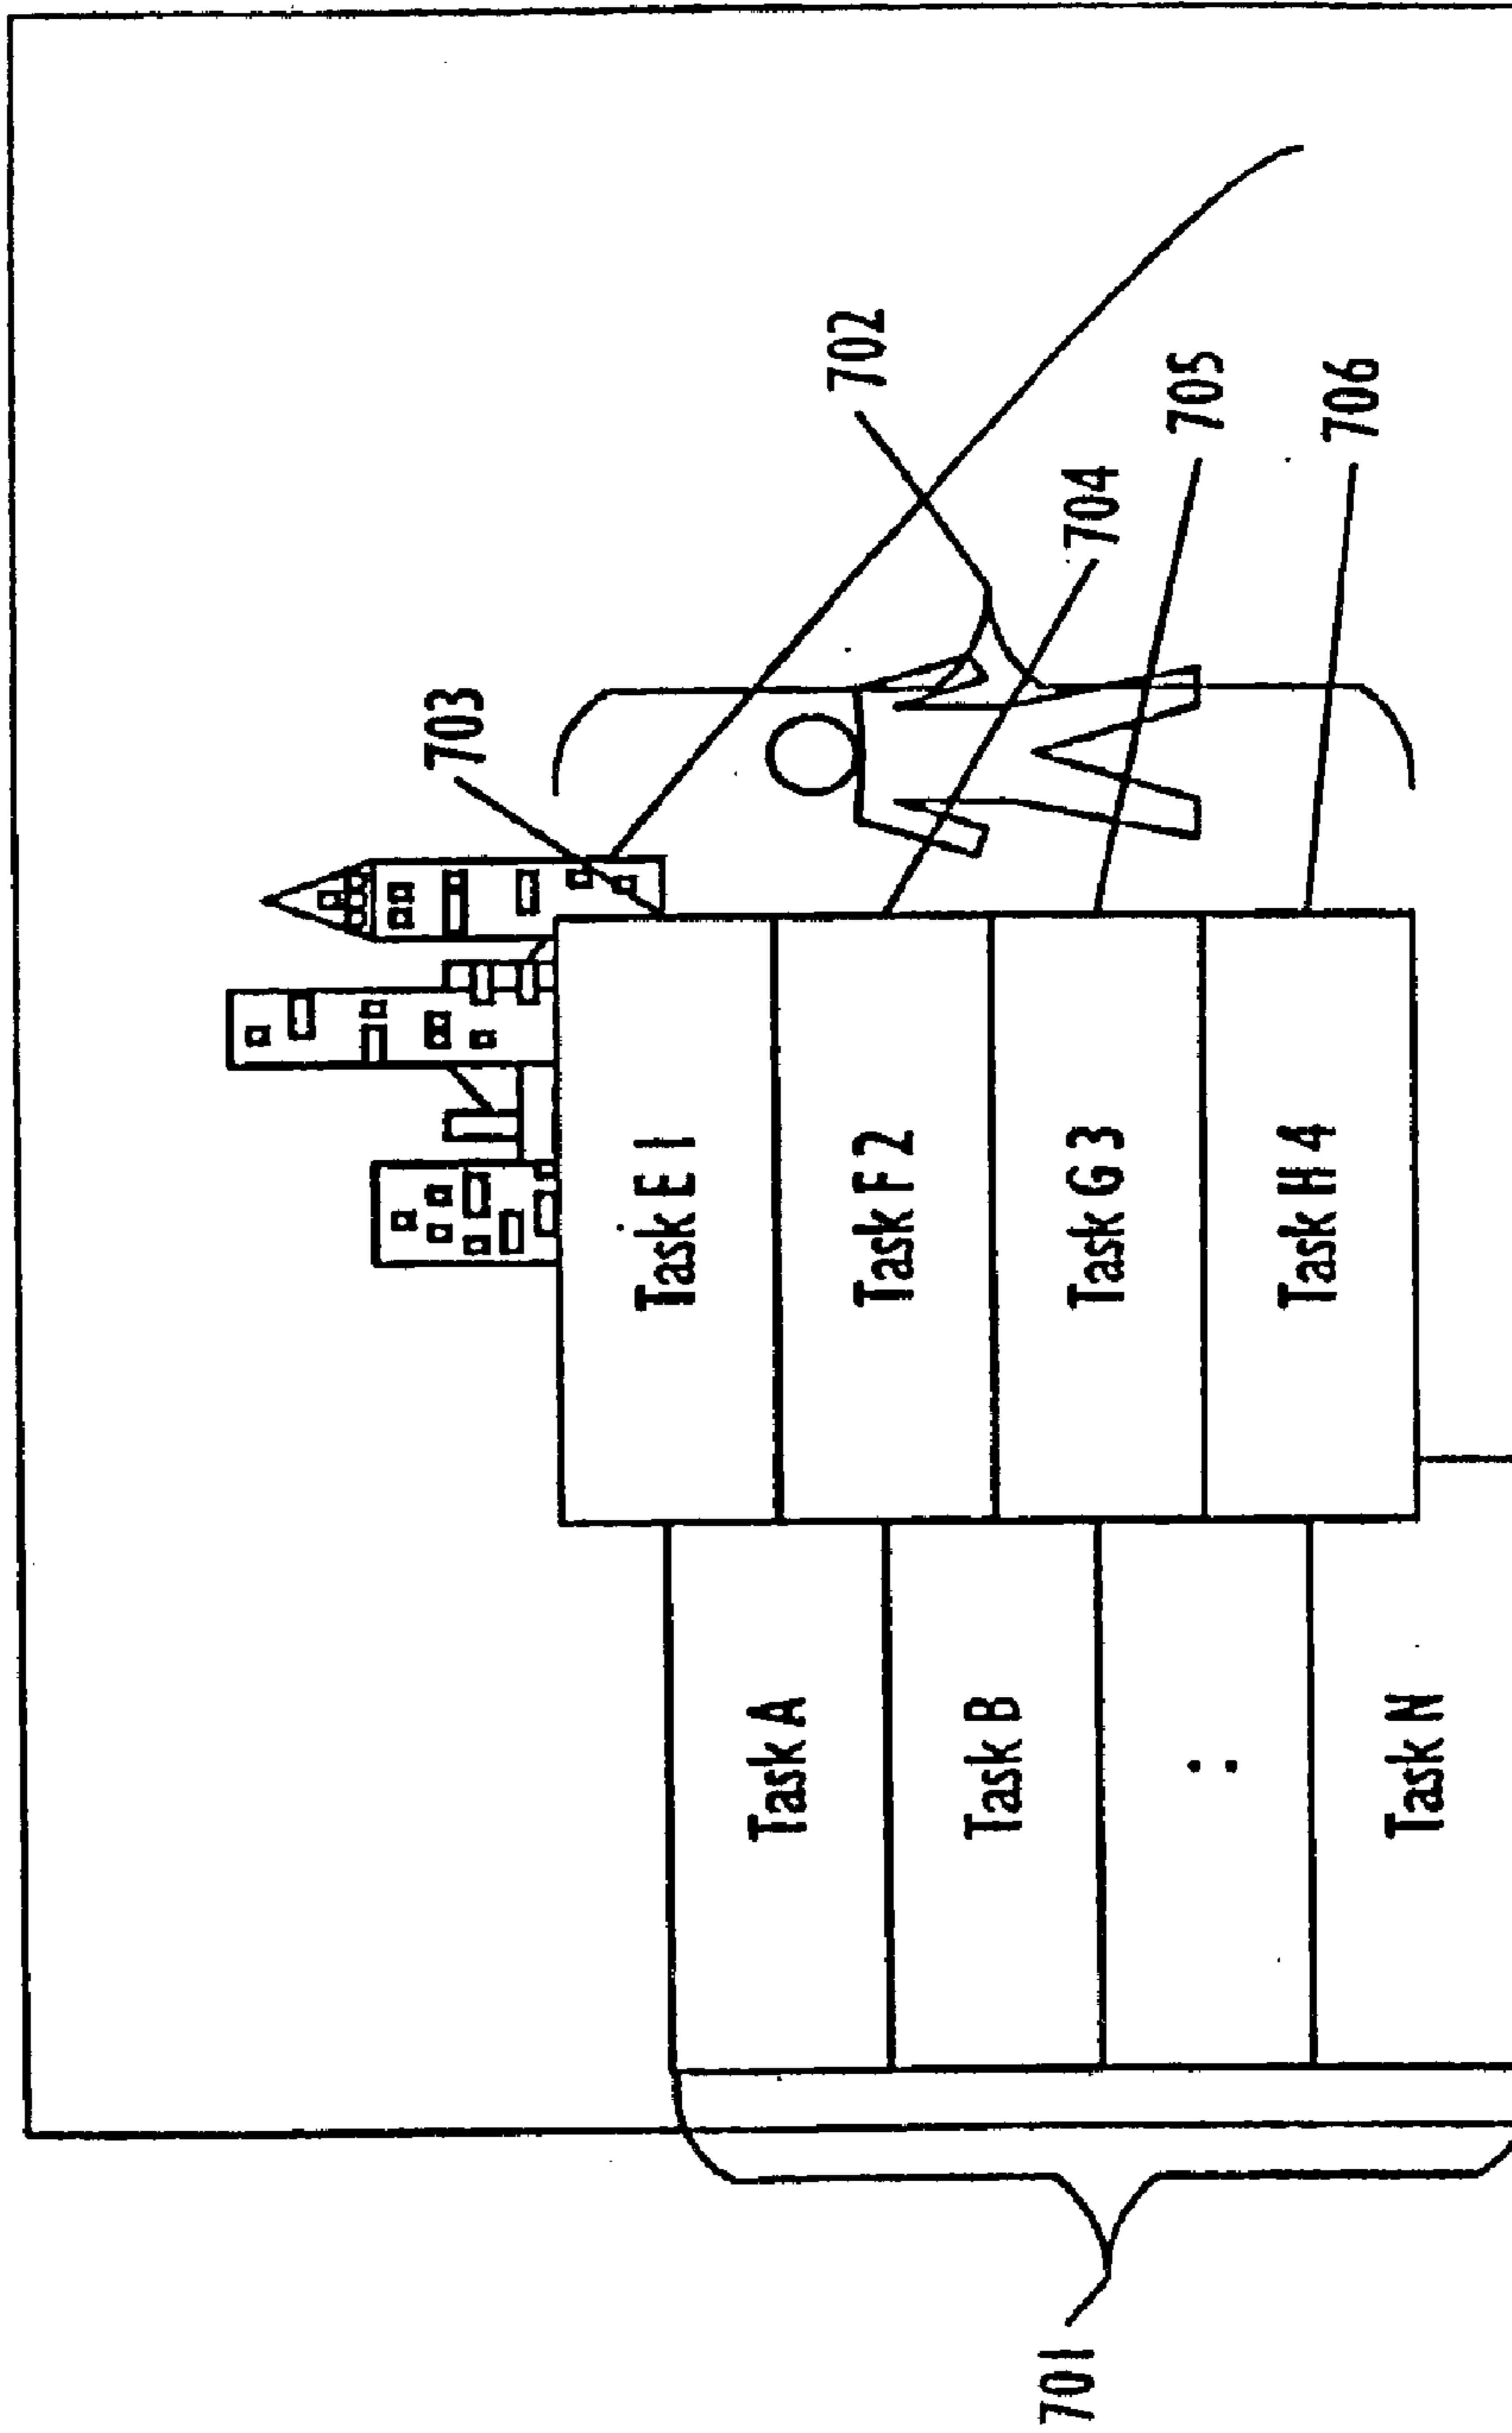 703
702
704
705
706
Task E 1
Task F 2
Task G 3
Task H 4
Task A
Task B
:
Task N
701